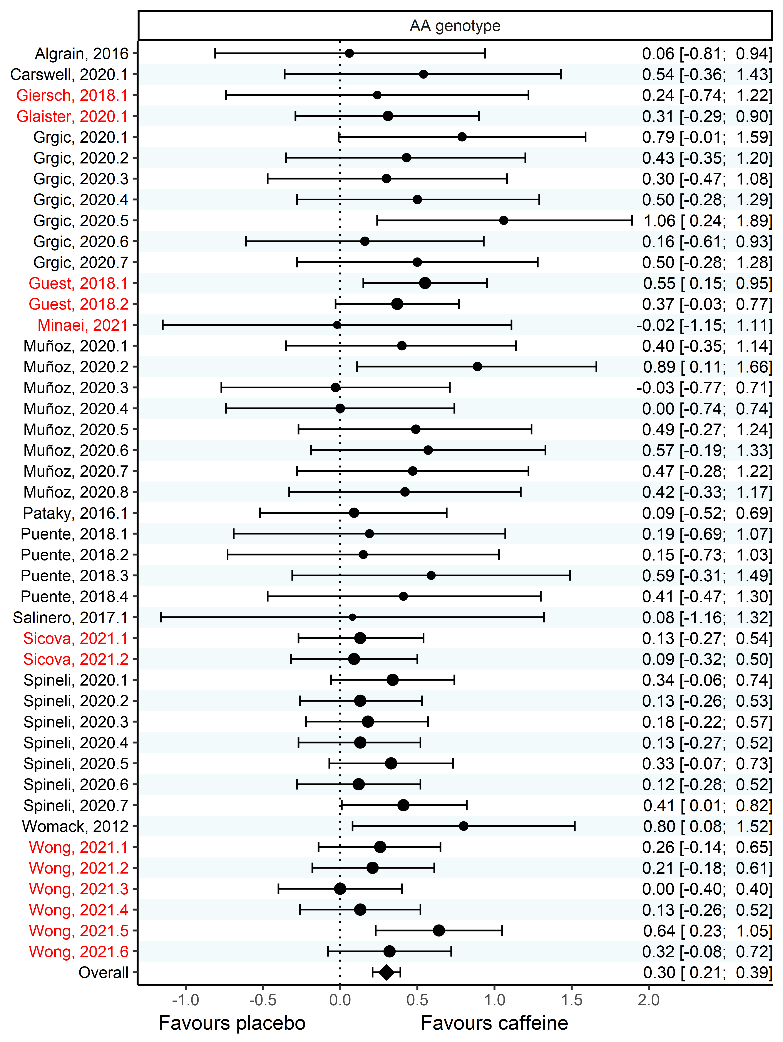 AA genotype
Algrain, 2016 0.06 [-0.81; 0.94]
Carswell, 2020.1 0.54 [-0.36; 1.43]
Giersch, 2018.1 0.24 [-0.74; 1.22]
Glaister, 2020.1 0.31 [-0.29; 0.90]
Grgic, 2020.1 0.79 [-0.01; 1.59]
Grgic, 2020.2 0.43 [-0.35; 1.20]
Grgic, 2020.3 0.30 [-0.47; 1.08]
Grgic, 2020.4 0.50 [-0.28; 1.29]
Grgic, 2020.5 1.06 [ 0.24; 1.89]
Grgic, 2020.6 0.16 [-0.61; 0.93]
Grgic, 2020.7 0.50 [-0.28; 1.28]
Guest, 2018.1 0.55 [ 0.15; 0.95]
Guest, 2018.2 0.37 [-0.03; 0.77]
Minaei, 2021 -0.02 [-1.15; 1.11]
Muñoz, 2020.1 0.40 [-0.35; 1.14]
Muñoz, 2020.2 0.89 [ 0.11; 1.66]
Muñoz, 2020.3 -0.03 [-0.77; 0.71]
Muñoz, 2020.4 0.00 [-0.74; 0.74]
Muñoz, 2020.5 0.49 [-0.27; 1.24]
Muñoz, 2020.6 0.57 [-0.19; 1.33]
Muñoz, 2020.7 0.47 [-0.28; 1.22]
Muñoz, 2020.8 0.42 [-0.33; 1.17]
Pataky, 2016.1 0.09 [-0.52; 0.69]
Puente, 2018.1 0.19 [-0.69; 1.07]
Puente, 2018.2 0.15 [-0.73; 1.03]
Puente, 2018.3 0.59 [-0.31; 1.49]
Puente, 2018.4 0.41 [-0.47; 1.30]
Salinero, 2017.1 0.08 [-1.16; 1.32]
Sicova, 2021.1 0.13 [-0.27; 0.54]
Sicova, 2021.2 0.09 [-0.32; 0.50]
Spineli, 2020.1 0.34 [-0.06; 0.74]
Spineli, 2020.2 0.13 [-0.26; 0.53]
Spineli, 2020.3 0.18 [-0.22; 0.57]
Spineli, 2020.4 0.13 [-0.27; 0.52]
Spineli, 2020.5 0.33 [-0.07; 0.73]
Spineli, 2020.6 0.12 [-0.28; 0.52]
Spineli, 2020.7 0.41 [ 0.01; 0.82]
Womack, 2012 0.80 [ 0.08; 1.52]
Wong, 2021.1 0.26 [-0.14; 0.65]
Wong, 2021.2 0.21 [-0.18; 0.61]
Wong, 2021.3 0.00 [-0.40; 0.40]
Wong, 2021.4 0.13 [-0.26; 0.52]
Wong, 2021.5 0.64 [ 0.23; 1.05]
Wong, 2021.6 0.32 [-0.08; 0.72]
Overall 0.30 [ 0.21; 0.39]
-1.0 -0.5 0.0 0.5 1.0 1.5 2.0
Favours placebo Favours caffeine